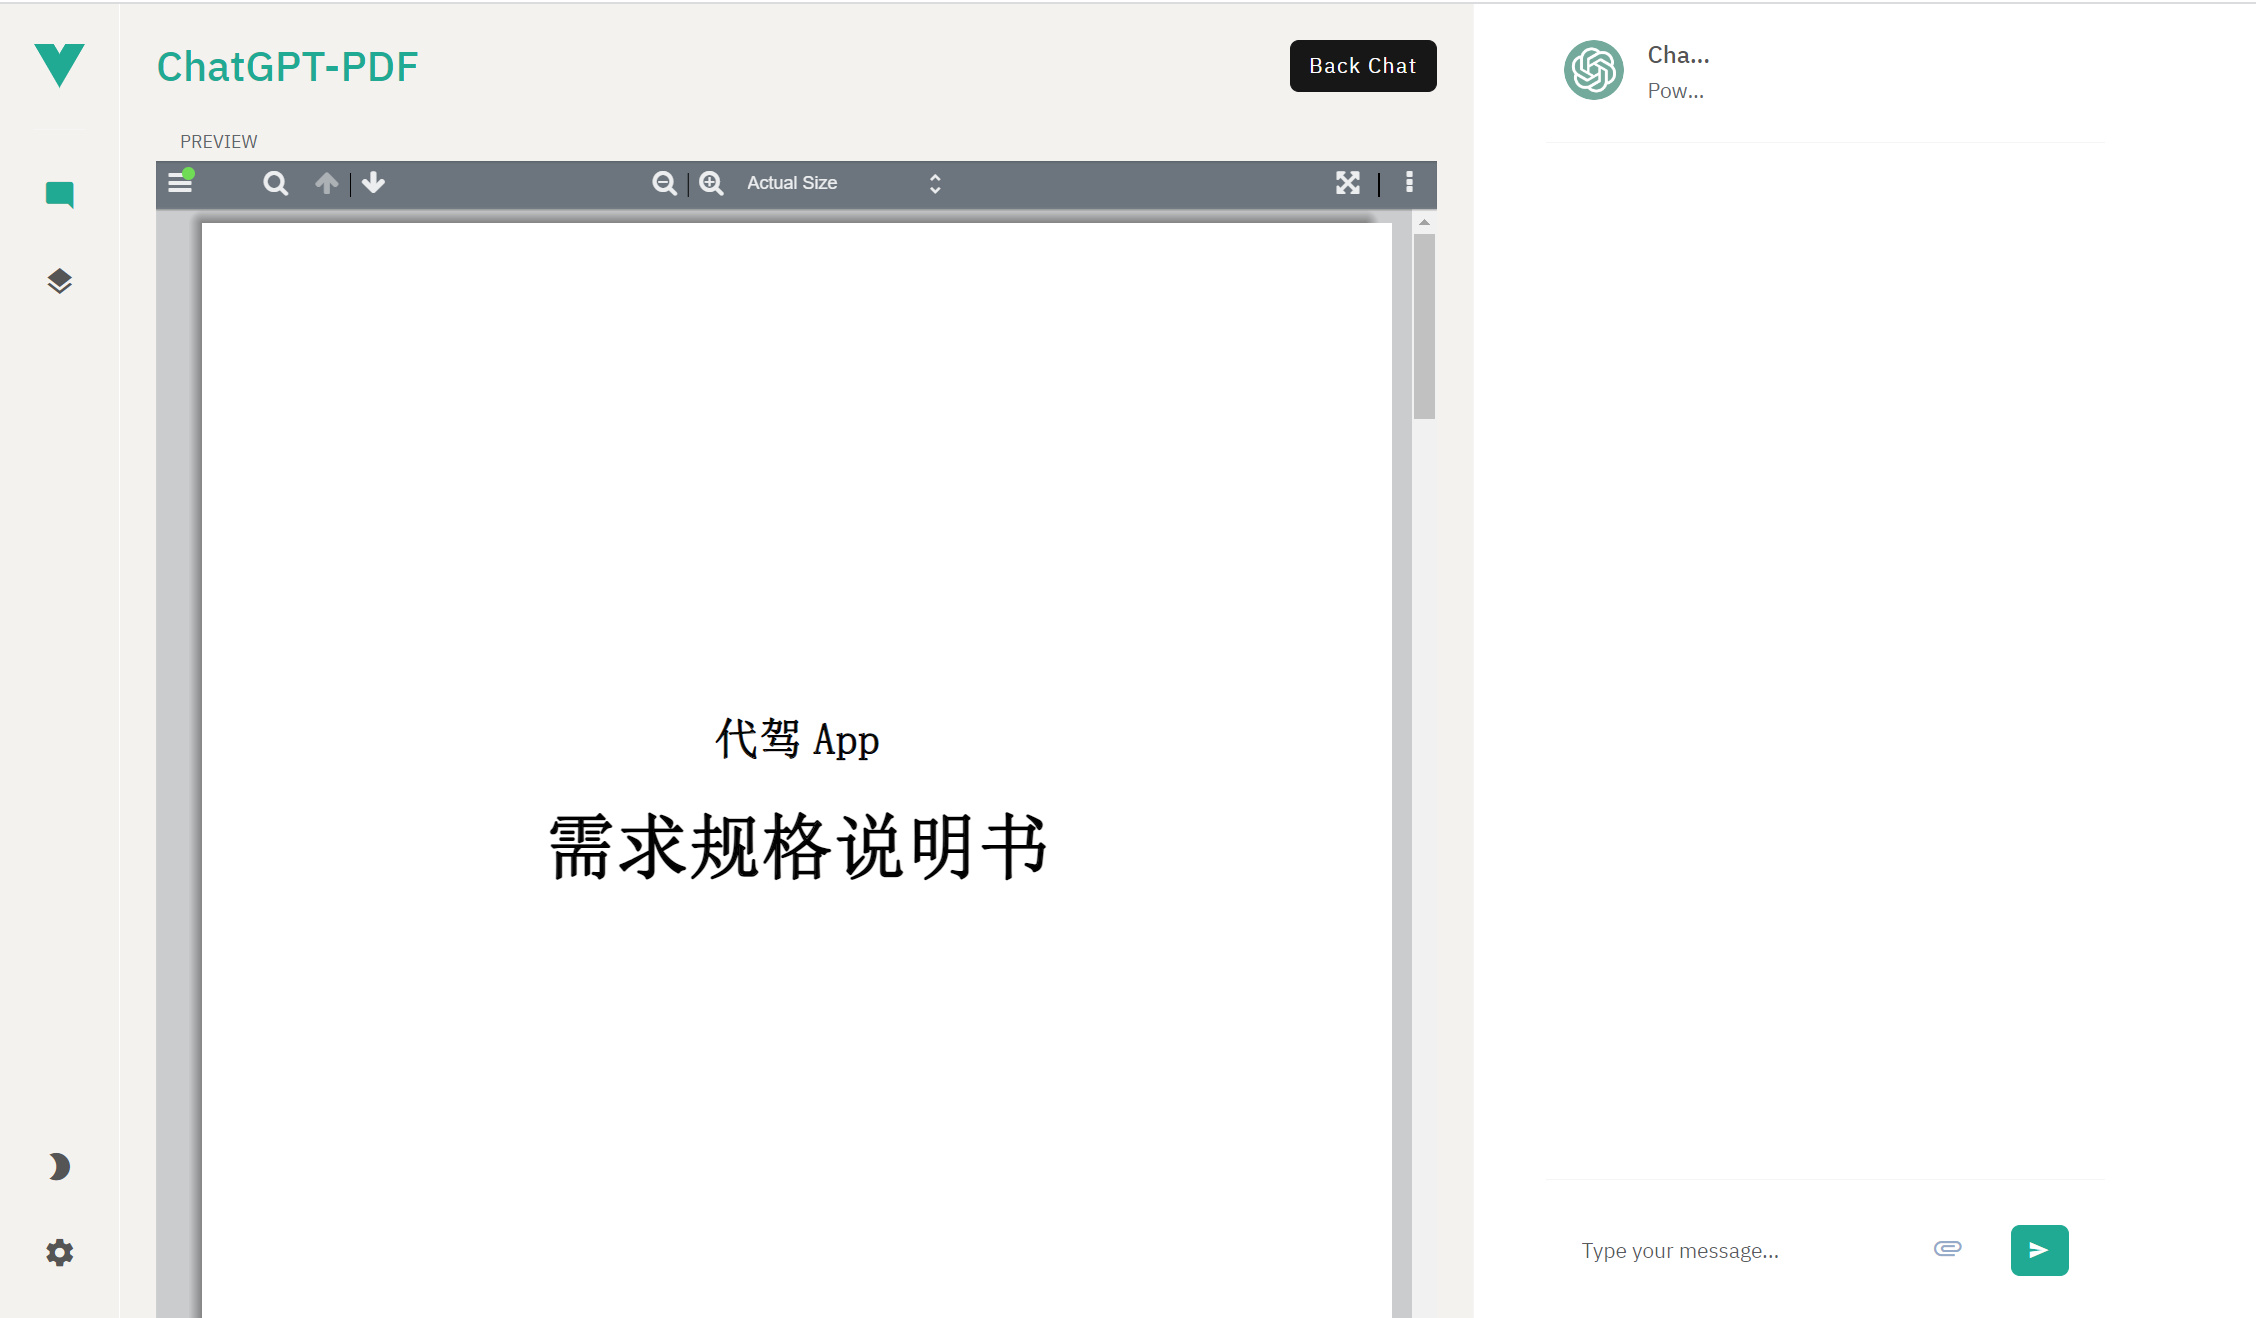 ChatGPT-PDF
Back Chat
PREVIEW
Actual Size
代驾 App
需求规格说明书
Cha...
Pow...
Type your message...